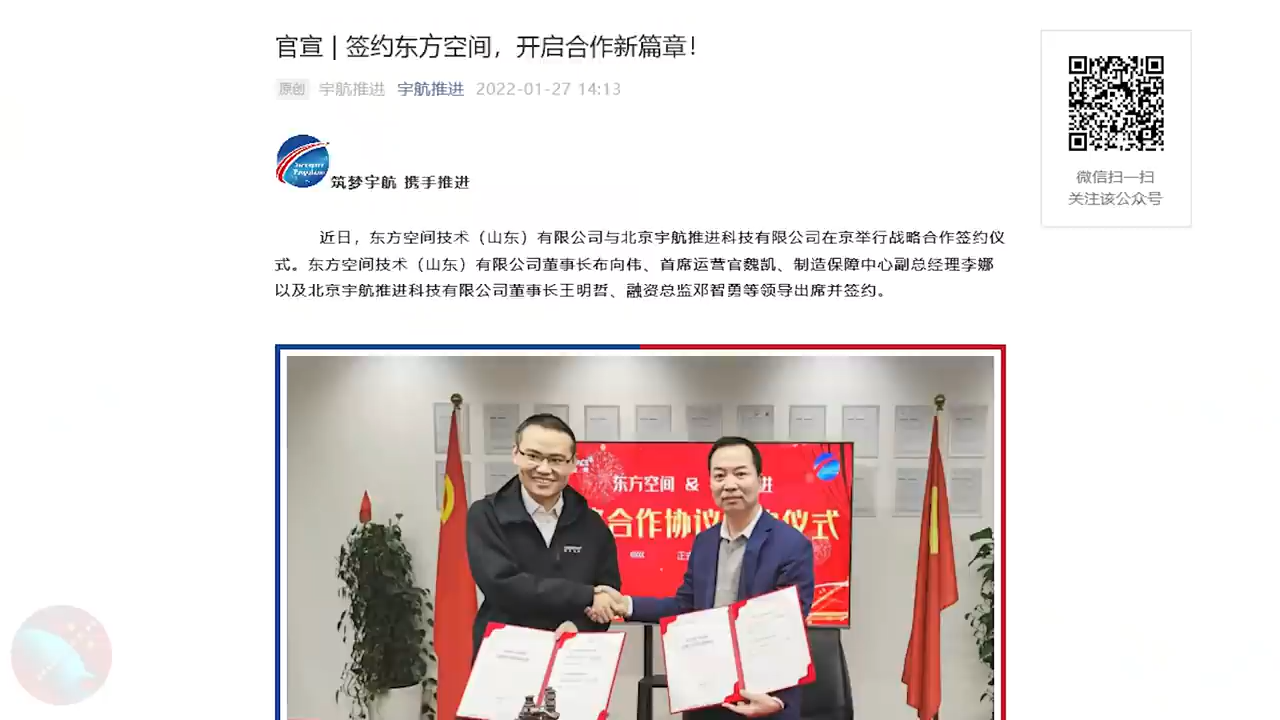 官宣 | 签约东方空间，开启合作新篇章！
原创 宇航推进 宇航推进 2022-01-27 14:13
筑梦宇航 携手推进
微信扫一扫
关注该公众号
近日，东方空间技术（山东）有限公司与北京宇航推进科技有限公司在京举行战略合作签约仪
式。东方空间技术（山东）有限公司董事长布向伟、首席运营官魏凯、制造保障中心副总经理李娜
以及北京宇航推进科技有限公司董事长王明哲、融资总监邓智勇等领导出席并签约。
东方空间 & 进
合作协议 仪式